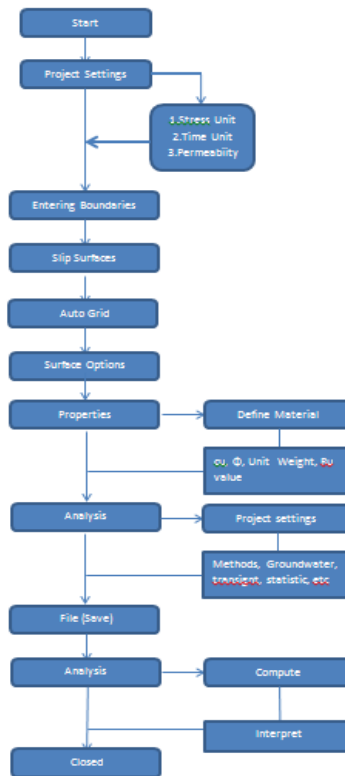 Start
Project Settings
1.Stress Unit
2.Time Unit
3.Permeabiity
Entering Boundaries
Slip Surfaces
Auto Grid
Surface Options
Properties
Define Material
cu, Φ, Unit Weight, Ru
value
Analysis
Project settings
Methods, Groundwater,
transient, statistic, etc
File (Save)
Analysis
Compute
Interpret
Closed